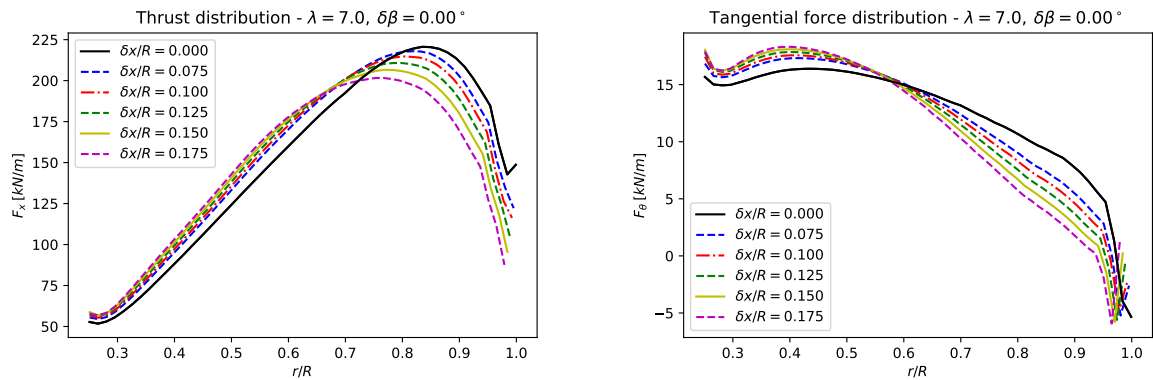 Thrust distribution - λ = 7.0, δβ = 0.00°
225
200
175
150
125
100
75
50
F_x [kN/m]
δx/R = 0.000
δx/R = 0.075
δx/R = 0.100
δx/R = 0.125
δx/R = 0.150
δx/R = 0.175
0.3 0.4 0.5 0.6 0.7 0.8 0.9 1.0
r/R
Tangential force distribution - λ = 7.0, δβ = 0.00°
15
10
5
0
−5
F_θ [kN/m]
δx/R = 0.000
δx/R = 0.075
δx/R = 0.100
δx/R = 0.125
δx/R = 0.150
δx/R = 0.175
0.3 0.4 0.5 0.6 0.7 0.8 0.9 1.0
r/R